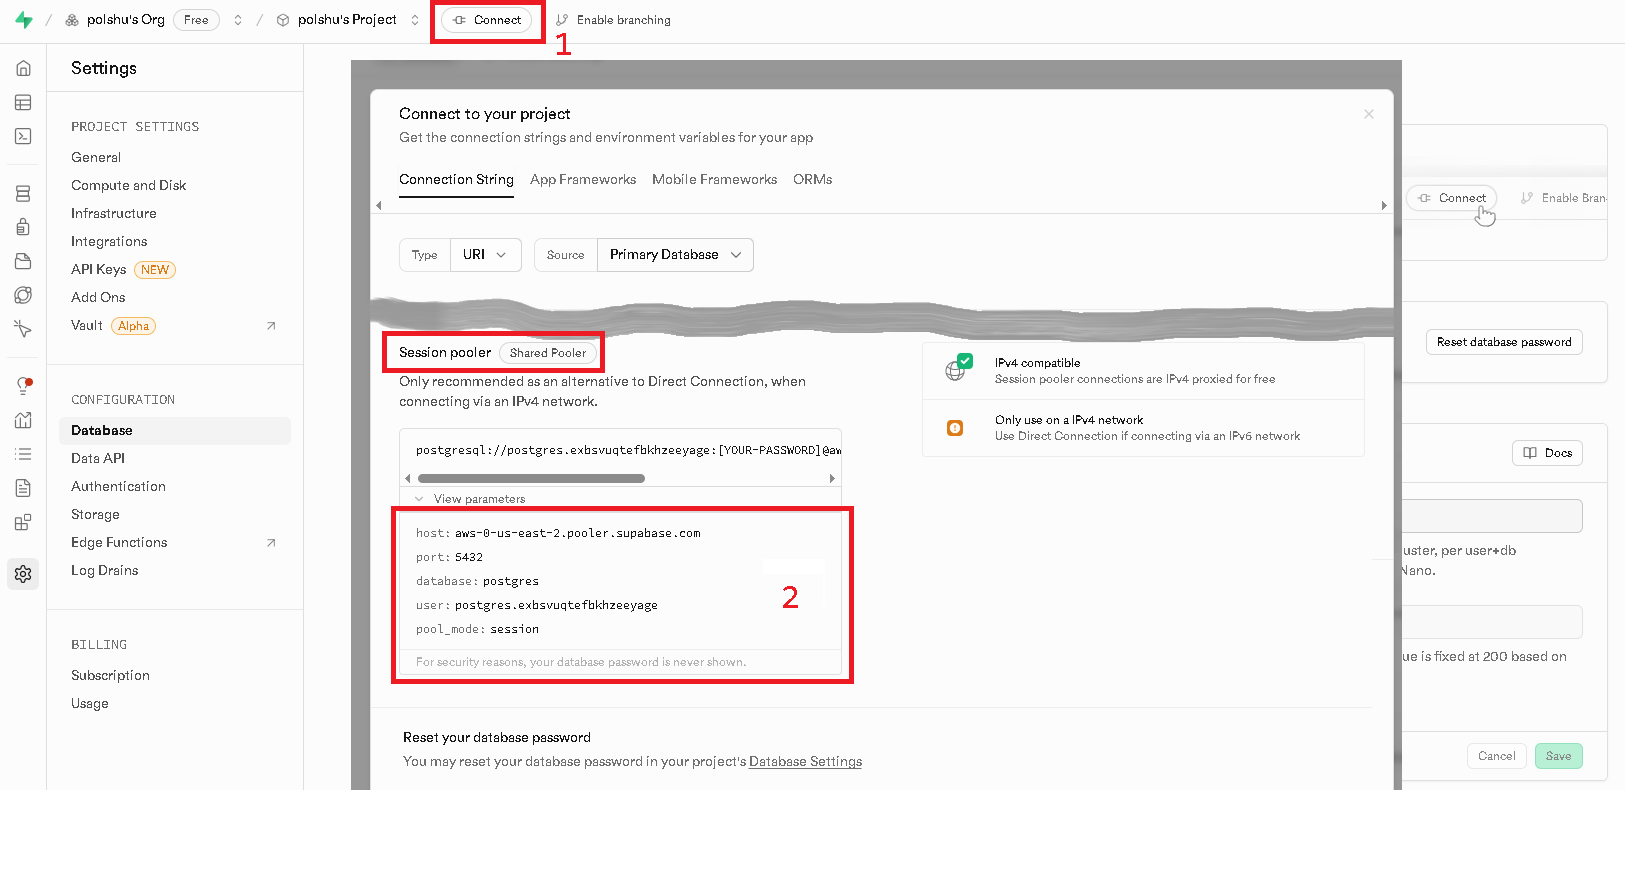 polshu's Org Free / polshu's Project Connect Enable branching
1
Settings
PROJECT SETTINGS
General
Compute and Disk
Infrastructure
Integrations
API Keys NEW
Add Ons
Vault Alpha
CONFIGURATION
Database
Data API
Authentication
Storage
Edge Functions
Log Drains
BILLING
Subscription
Usage
Connect to your project
Get the connection strings and environment variables for your app
Connection String App Frameworks Mobile Frameworks ORMs
Type URI Source Primary Database
Session pooler Shared Pooler
Only recommended as an alternative to Direct Connection, when
connecting via an IPv4 network.
postgresql://postgres.exbsvuqtefbkhzeeyage:[YOUR-PASSWORD]@aw
View parameters
host: aws-0-us-east-2.pooler.supabase.com
port: 5432
database: postgres
user: postgres.exbsvuqtefbkhzeeyage
pool_mode: session
2
For security reasons, your database password is never shown.
IPv4 compatible
Session pooler connections are IPv4 proxied for free
Only use on a IPv4 network
Use Direct Connection if connecting via an IPv6 network
Reset your database password
You may reset your database password in your project's Database Settings
Connect Enable Bran
Reset database password
Docs
uster, per user+db
Nano.
ue is fixed at 200 based on
Cancel Save